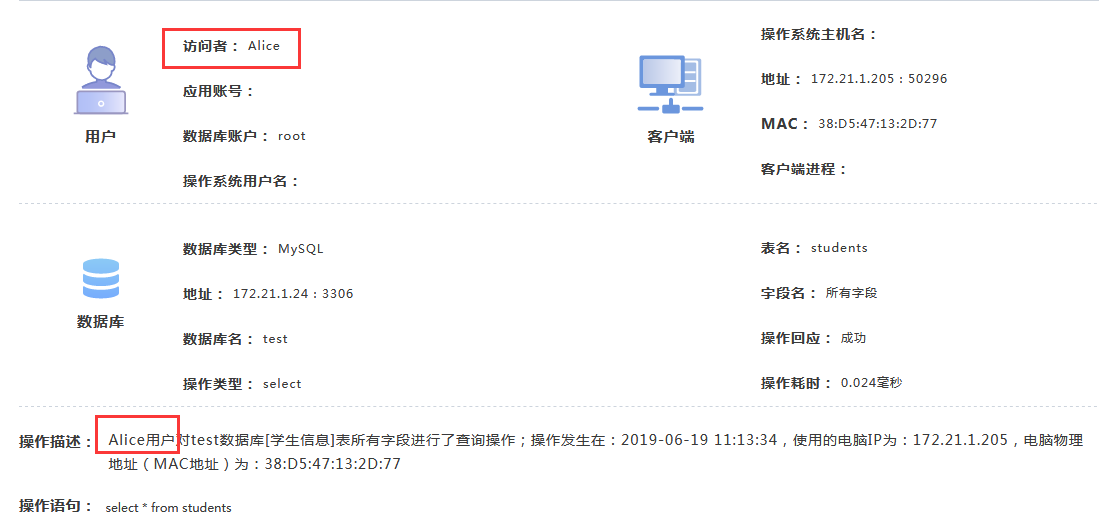 访问者： Alice
应用账号：
数据库账户： root
操作系统用户名：
用户
操作系统主机名：
地址： 172.21.1.205 : 50296
MAC： 38:D5:47:13:2D:77
客户端进程：
客户端
数据库类型： MySQL
地址： 172.21.1.24 : 3306
数据库名： test
操作类型： select
数据库
表名： students
字段名： 所有字段
操作回应： 成功
操作耗时： 0.024毫秒
操作描述： Alice用户对test数据库[学生信息]表所有字段进行了查询操作；操作发生在：2019-06-19 11:13:34，使用的电脑IP为：172.21.1.205，电脑物理
地址（MAC地址）为：38:D5:47:13:2D:77
操作语句： select * from students